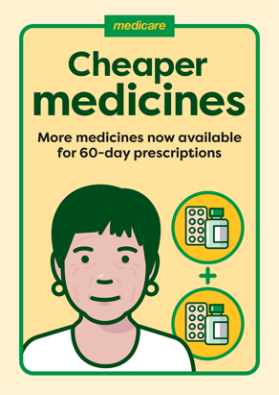 medicare
Cheaper
medicines
More medicines now available
for 60-day prescriptions